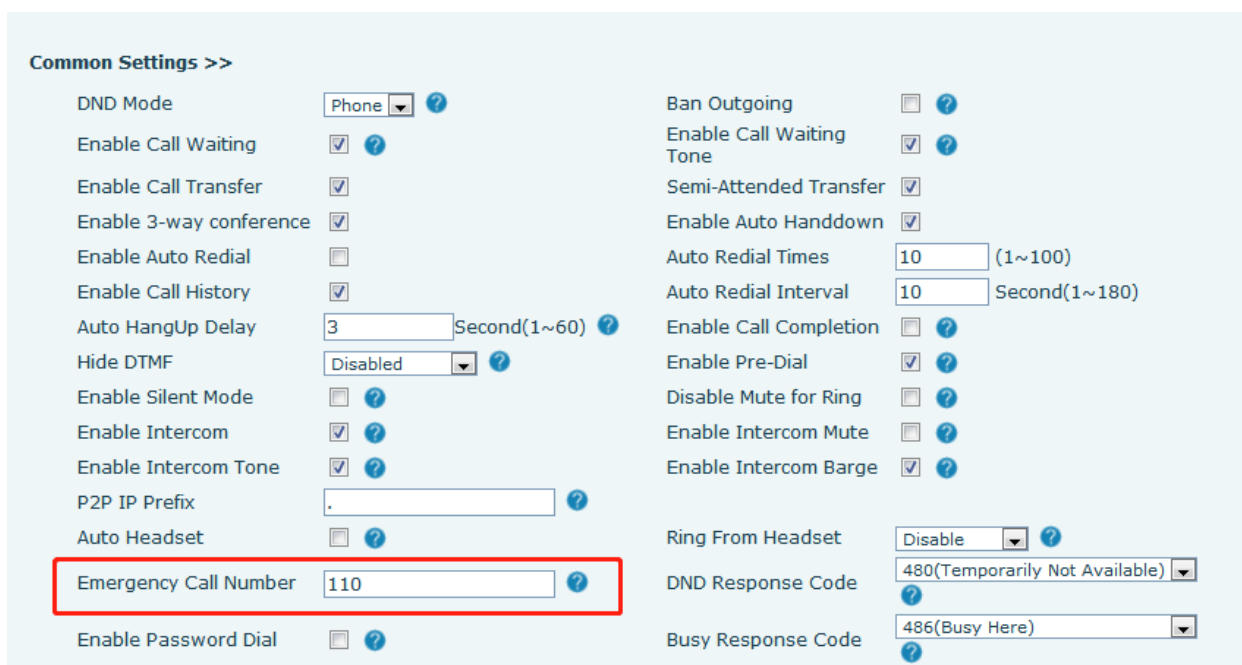 Common Settings >>
DND Mode Phone ? Ban Outgoing ?
Enable Call Waiting ? Enable Call Waiting
Tone ?
Enable Call Transfer Semi-Attended Transfer
Enable 3-way conference Enable Auto Handdown
Enable Auto Redial Auto Redial Times 10 (1~100)
Enable Call History Auto Redial Interval 10 Second(1~180)
Auto HangUp Delay 3 Second(1~60) ? Enable Call Completion ?
Hide DTMF Disabled ? Enable Pre-Dial ?
Enable Silent Mode ? Disable Mute for Ring ?
Enable Intercom ? Enable Intercom Mute ?
Enable Intercom Tone ? Enable Intercom Barge ?
P2P IP Prefix . ?
Auto Headset ? Ring From Headset Disable ?
Emergency Call Number 110 ? DND Response Code 480(Temporarily Not Available) ?
Enable Password Dial ? Busy Response Code 486(Busy Here) ?